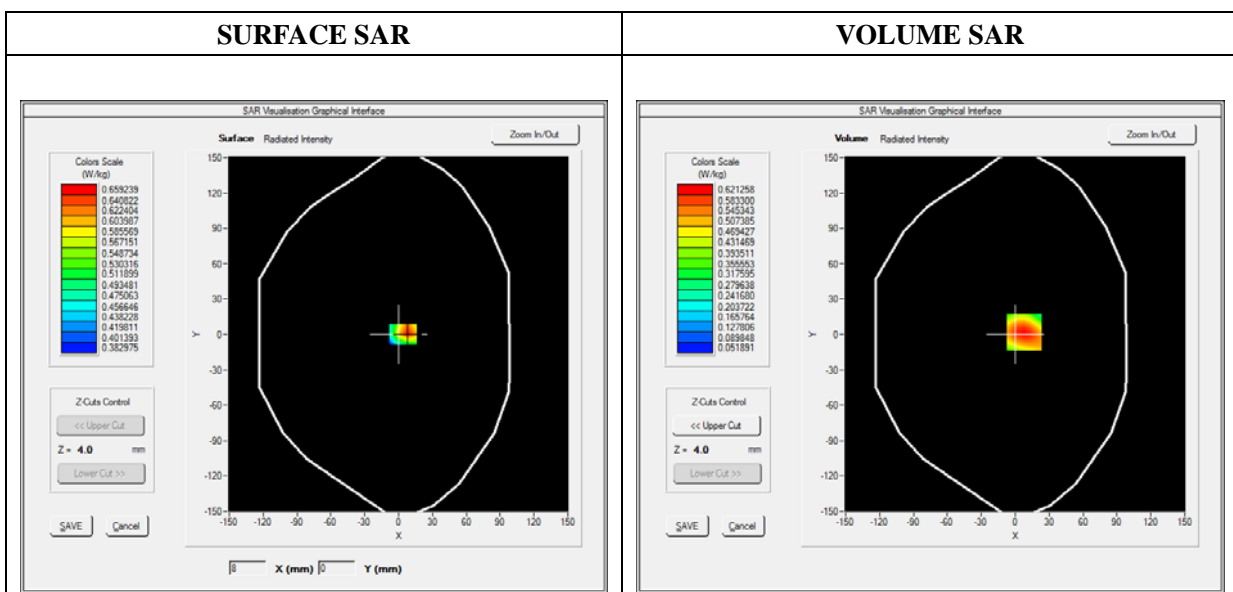 SURFACE SAR
VOLUME SAR
SAR Visualisation Graphical Interface
Surface Radiated Intensity
Zoom In/Out
Colors Scale
(W/kg)
0.659239
0.640822
0.622404
0.603987
0.585569
0.567151
0.548734
0.530316
0.511899
0.493481
0.475063
0.456646
0.438228
0.419811
0.401393
0.382975
150
120
90
60
30
0
-30
-60
-90
-120
-150
Y
-150 -120 -90 -60 -30 0 30 60 90 120 150
X
Z-Cuts Control
<< Upper Cut
Z = 4.0 mm
Lower Cut >>
SAVE Cancel
8 X (mm) 0 Y (mm)
SAR Visualisation Graphical Interface
Volume Radiated Intensity
Zoom In/Out
Colors Scale
(W/kg)
0.621258
0.583300
0.545343
0.507385
0.469427
0.431469
0.393511
0.355553
0.317595
0.279638
0.241680
0.203722
0.165764
0.127806
0.089848
0.051891
150
120
90
60
30
0
-30
-60
-90
-120
-150
Y
-150 -120 -90 -60 -30 0 30 60 90 120 150
X
Z-Cuts Control
<< Upper Cut
Z = 4.0 mm
Lower Cut >>
SAVE Cancel